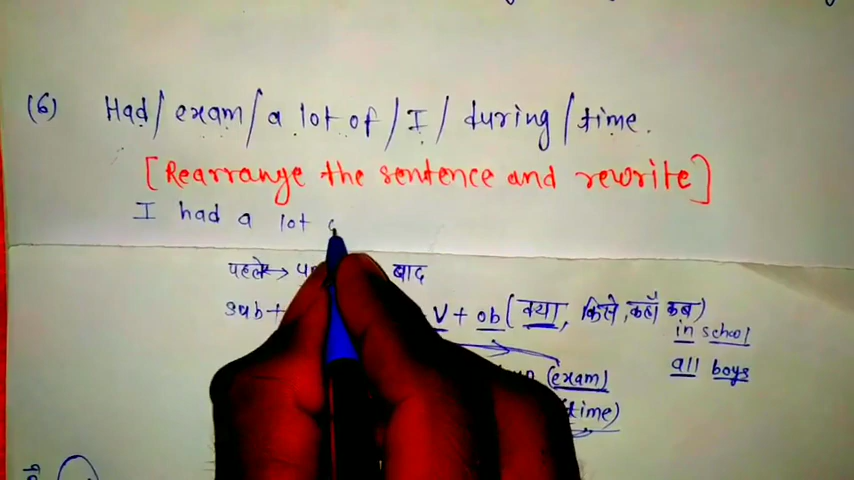 (6) Had / exam / a lot of / I / during / time.
[Rearrange the sentence and rewrite]
I had a lot
पहले→ बाद
sub+ V + ob (क्या, किसे, कहाँ कब)
in school
(exam) all boys
time)